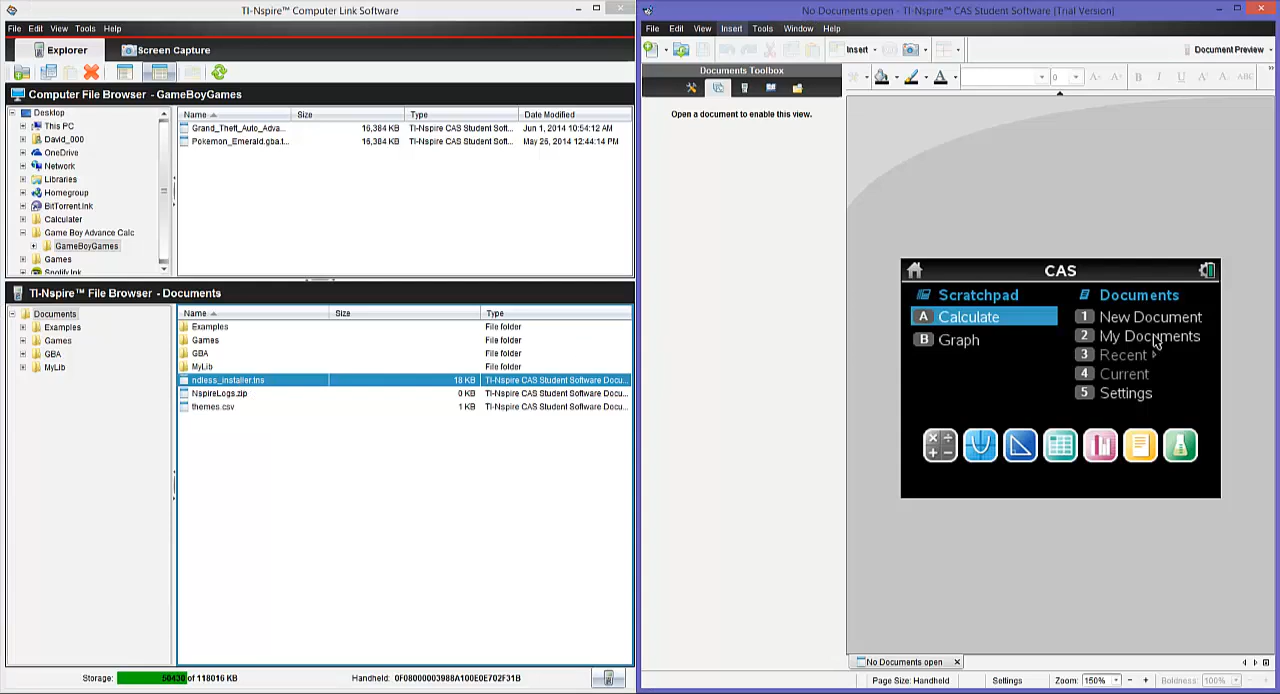 TI-Nspire™ Computer Link Software
File Edit View Tools Help
Explorer Screen Capture
Computer File Browser - GameBoyGames
Desktop
This PC
David_000
OneDrive
Network
Libraries
Homegroup
BitTorrent.lnk
Calculater
Game Boy Advance Calc
GameBoyGames
Games
Spotify.lnk
Name Size Type Date Modified
Grand_Theft_Auto_Adva... 16,384 KB TI-Nspire CAS Student Soft... Jun 1, 2014 10:54:12 AM
Pokemon_Emerald.gba.t... 16,384 KB TI-Nspire CAS Student Soft... May 26, 2014 12:44:14 PM
TI-Nspire™ File Browser - Documents
Documents
Examples
Games
GBA
MyLib
Name Size Type
Examples File folder
Games File folder
GBA File folder
MyLib File folder
ndless_installer.tns 18 KB TI-Nspire CAS Student Software Docu...
NspireLogs.zip 0 KB TI-Nspire CAS Student Software Docu...
themes.csv 1 KB TI-Nspire CAS Student Software Docu...
Storage: 50430 of 118016 KB Handheld: 0F08000003988A100E0E702F31B
No Documents open - TI-Nspire™ CAS Student Software [Trial Version]
File Edit View Insert Tools Window Help
Insert Document Preview
Documents Toolbox
0 B I U ABC
Open a document to enable this view.
CAS
Scratchpad
A Calculate
B Graph
Documents
1 New Document
2 My Documents
3 Recent
4 Current
5 Settings
No Documents open
Page Size: Handheld Settings Zoom: 150% - + Boldness: 100% - +